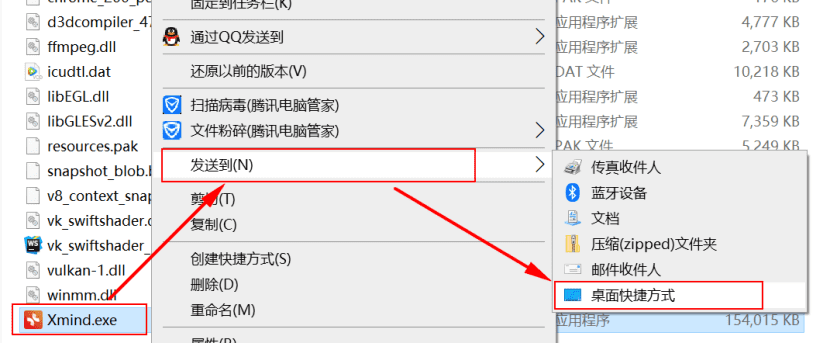 固定到任务栏(K)
d3dcompiler_47
应用程序扩展
4,777 KB
ffmpeg.dll
通过QQ发送到
应用程序扩展
2,703 KB
icudtl.dat
还原以前的版本(V)
DAT 文件
10,218 KB
libEGL.dll
扫描病毒(腾讯电脑管家)
应用程序扩展
473 KB
libGLESv2.dll
文件粉碎(腾讯电脑管家)
应用程序扩展
7,359 KB
resources.pak
PAK 文件
5,249 KB
snapshot_blob.b
发送到(N)
传真收件人
v8_context_snap
剪切(T)
蓝牙设备
vk_swiftshader.d
复制(C)
文档
vk_swiftshader_
压缩(zipped)文件夹
vulkan-1.dll
创建快捷方式(S)
邮件收件人
winmm.dll
删除(D)
桌面快捷方式
Xmind.exe
重命名(M)
应用程序
154,015 KB
属性(R)